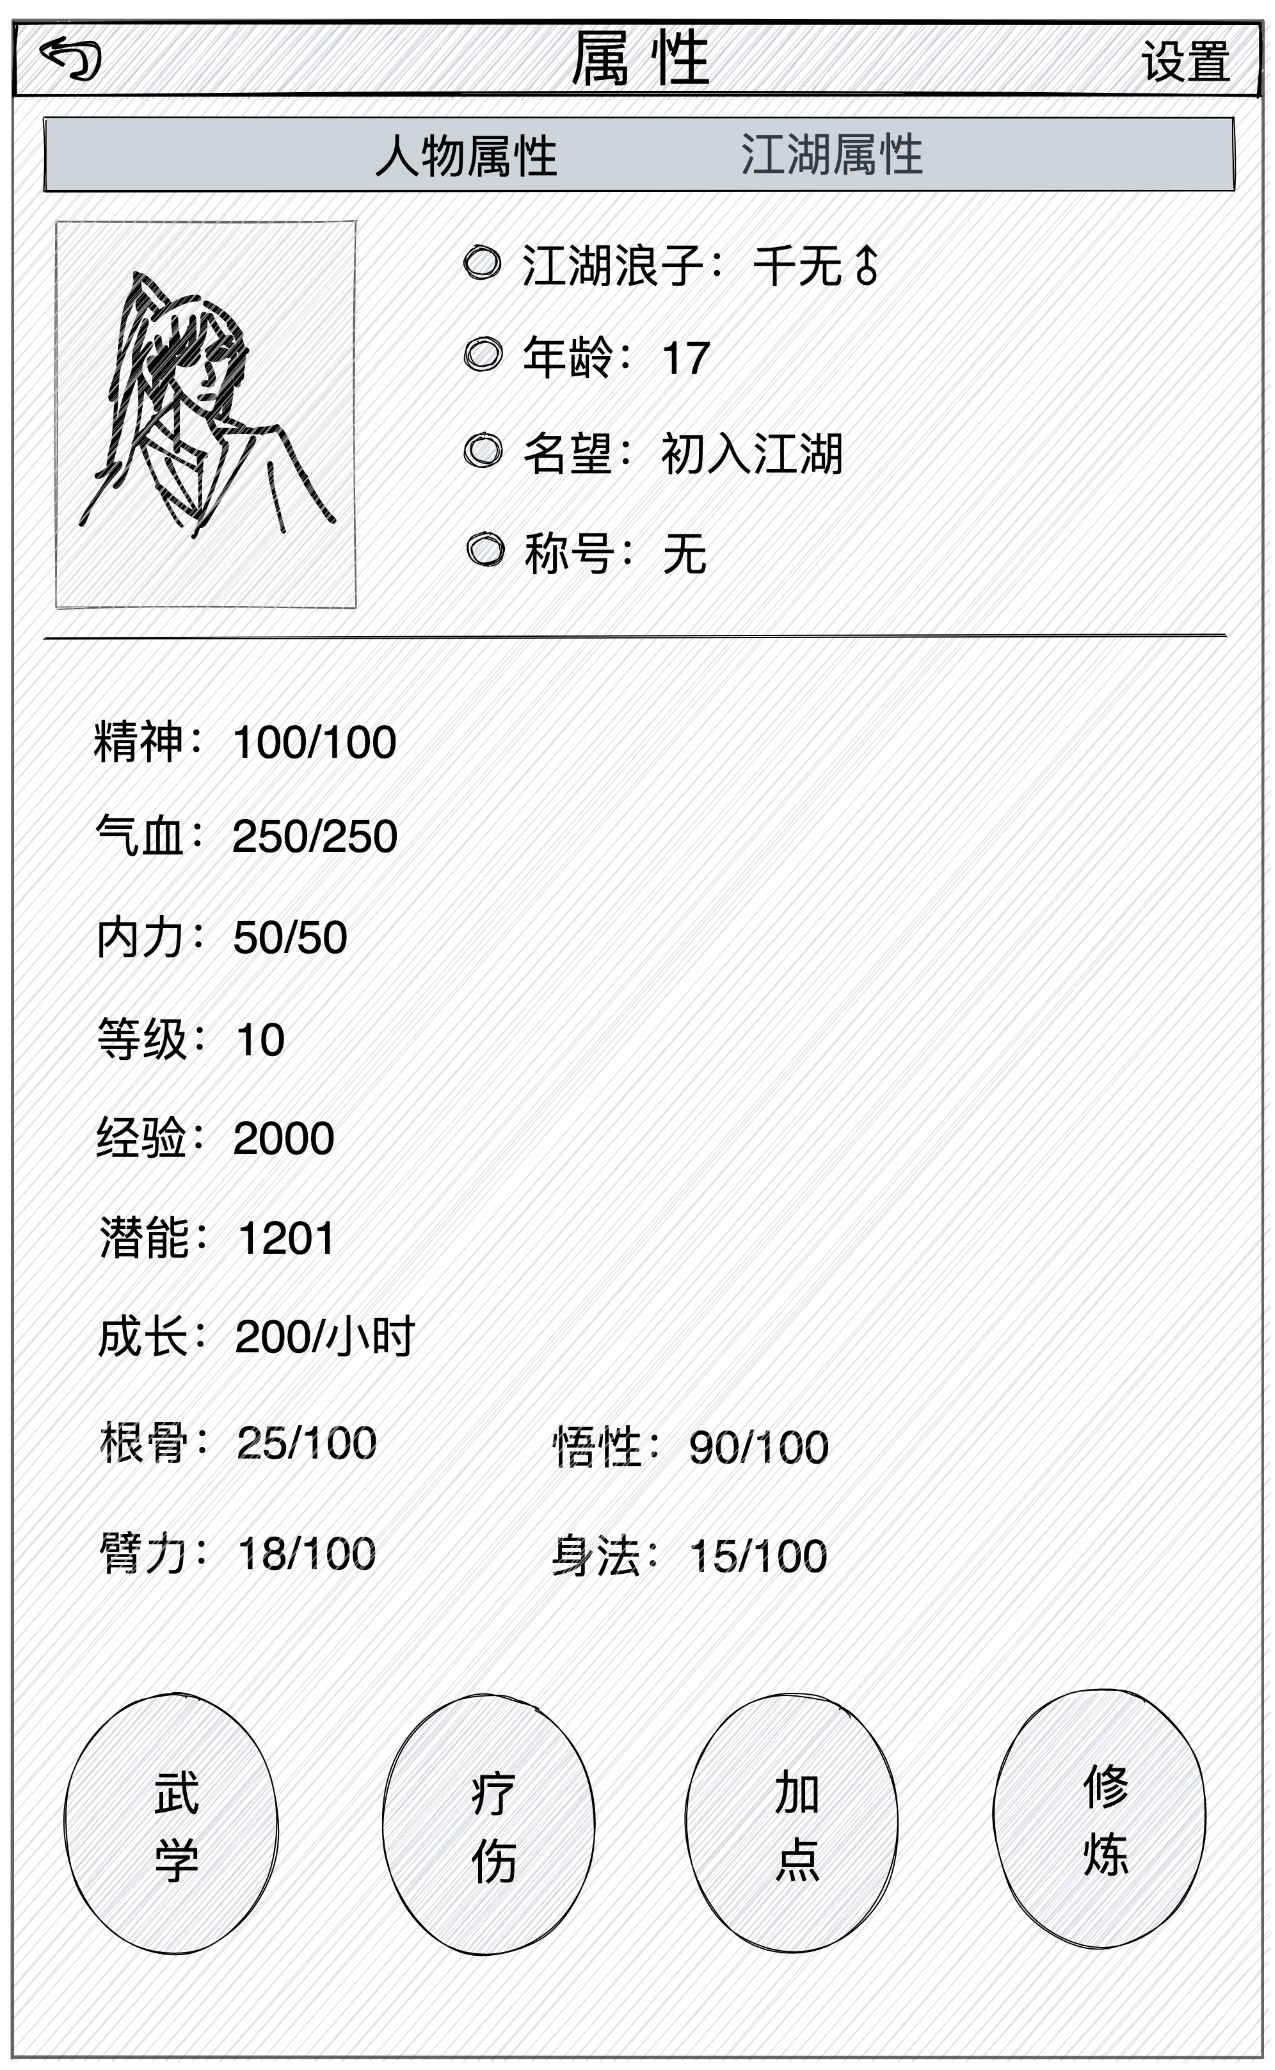 属 性
设置
人物属性 江湖属性
江湖浪子：千无♂
年龄：17
名望：初入江湖
称号：无
精神：100/100
气血：250/250
内力：50/50
等级：10
经验：2000
潜能：1201
成长：200/小时
根骨：25/100 悟性：90/100
臂力：18/100 身法：15/100
武
学
疗
伤
加
点
修
炼